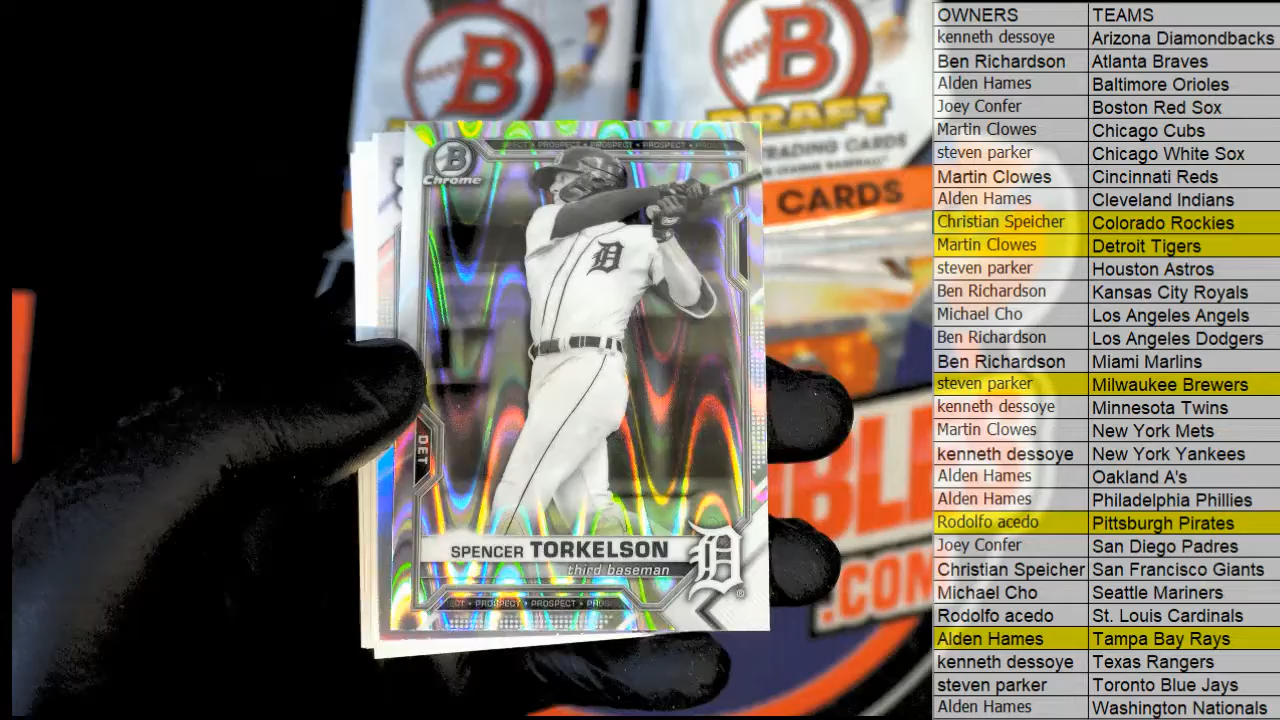 B
B
DRAFT
TRADING CARDS
CARDS
B
Chrome
PROSPECT • PROSPECT • PROSPECT
D
DET
SPENCER TORKELSON
third baseman
D
PROSPECT • PROSPECT
.COM
OWNERS TEAMS
kenneth dessoye Arizona Diamondbacks
Ben Richardson Atlanta Braves
Alden Hames Baltimore Orioles
Joey Confer Boston Red Sox
Martin Clowes Chicago Cubs
steven parker Chicago White Sox
Martin Clowes Cincinnati Reds
Alden Hames Cleveland Indians
Christian Speicher Colorado Rockies
Martin Clowes Detroit Tigers
steven parker Houston Astros
Ben Richardson Kansas City Royals
Michael Cho Los Angeles Angels
Ben Richardson Los Angeles Dodgers
Ben Richardson Miami Marlins
steven parker Milwaukee Brewers
kenneth dessoye Minnesota Twins
Martin Clowes New York Mets
kenneth dessoye New York Yankees
Alden Hames Oakland A's
Alden Hames Philadelphia Phillies
Rodolfo acedo Pittsburgh Pirates
Joey Confer San Diego Padres
Christian Speicher San Francisco Giants
Michael Cho Seattle Mariners
Rodolfo acedo St. Louis Cardinals
Alden Hames Tampa Bay Rays
kenneth dessoye Texas Rangers
steven parker Toronto Blue Jays
Alden Hames Washington Nationals